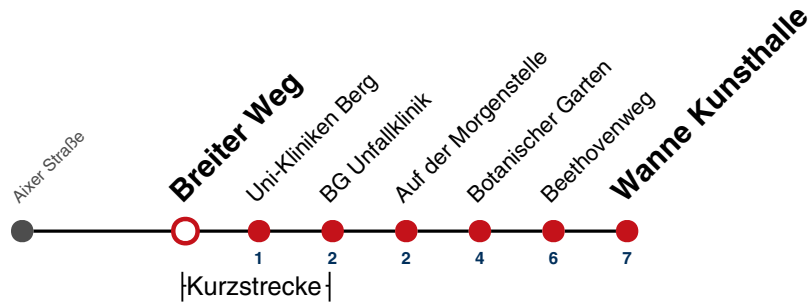 Aixer Straße
Breiter Weg
Uni-Kliniken Berg
BG Unfallklinik
Auf der Morgenstelle
Botanischer Garten
Beethovenweg
Wanne Kunsthalle
1
2
2
4
6
7
Kurzstrecke